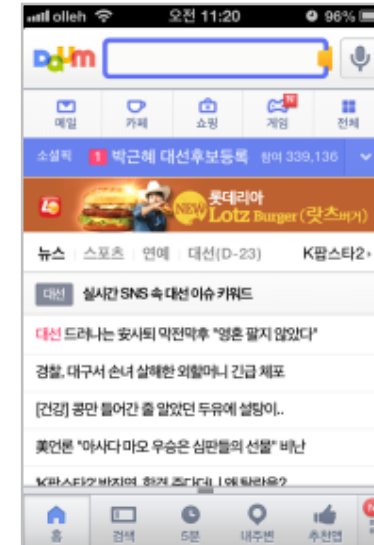 olleh 오전 11:20 96%
Daum
메일 카페 쇼핑 게임 N 전체
소셜픽 1 박근혜 대선후보등록 참여 339,136
NEW 롯데리아
Lotz Burger (랏츠버거)
뉴스 스포츠 연예 대선(D-23) K팝스타2
대선 실시간 SNS 속 대선 이슈 키워드
대선 드러나는 安사퇴 막전막후 "영혼 팔지 않았다"
경찰, 대구서 손녀 살해한 외할머니 긴급 체포
[건강] 콩만 들어간 줄 알았던 두유에 설탕이..
美언론 "아사다 마오 우승은 심판들의 선물" 비난
홈 검색 5분 내주변 추천앱